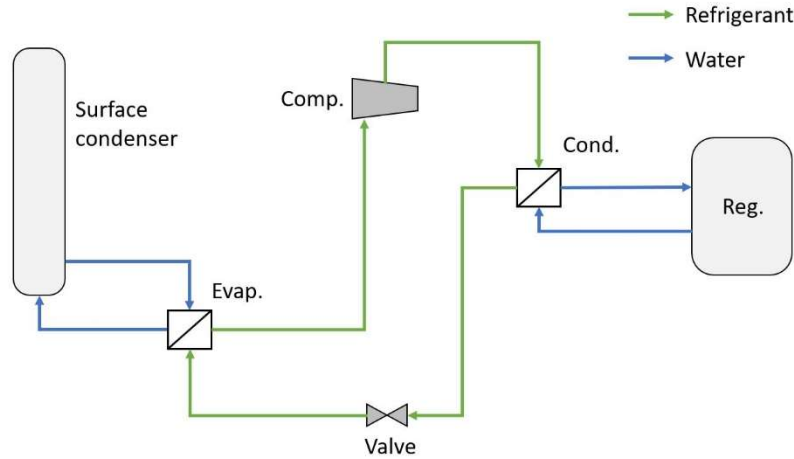 Refrigerant
Water
Surface
condenser
Comp.
Cond.
Reg.
Evap.
Valve